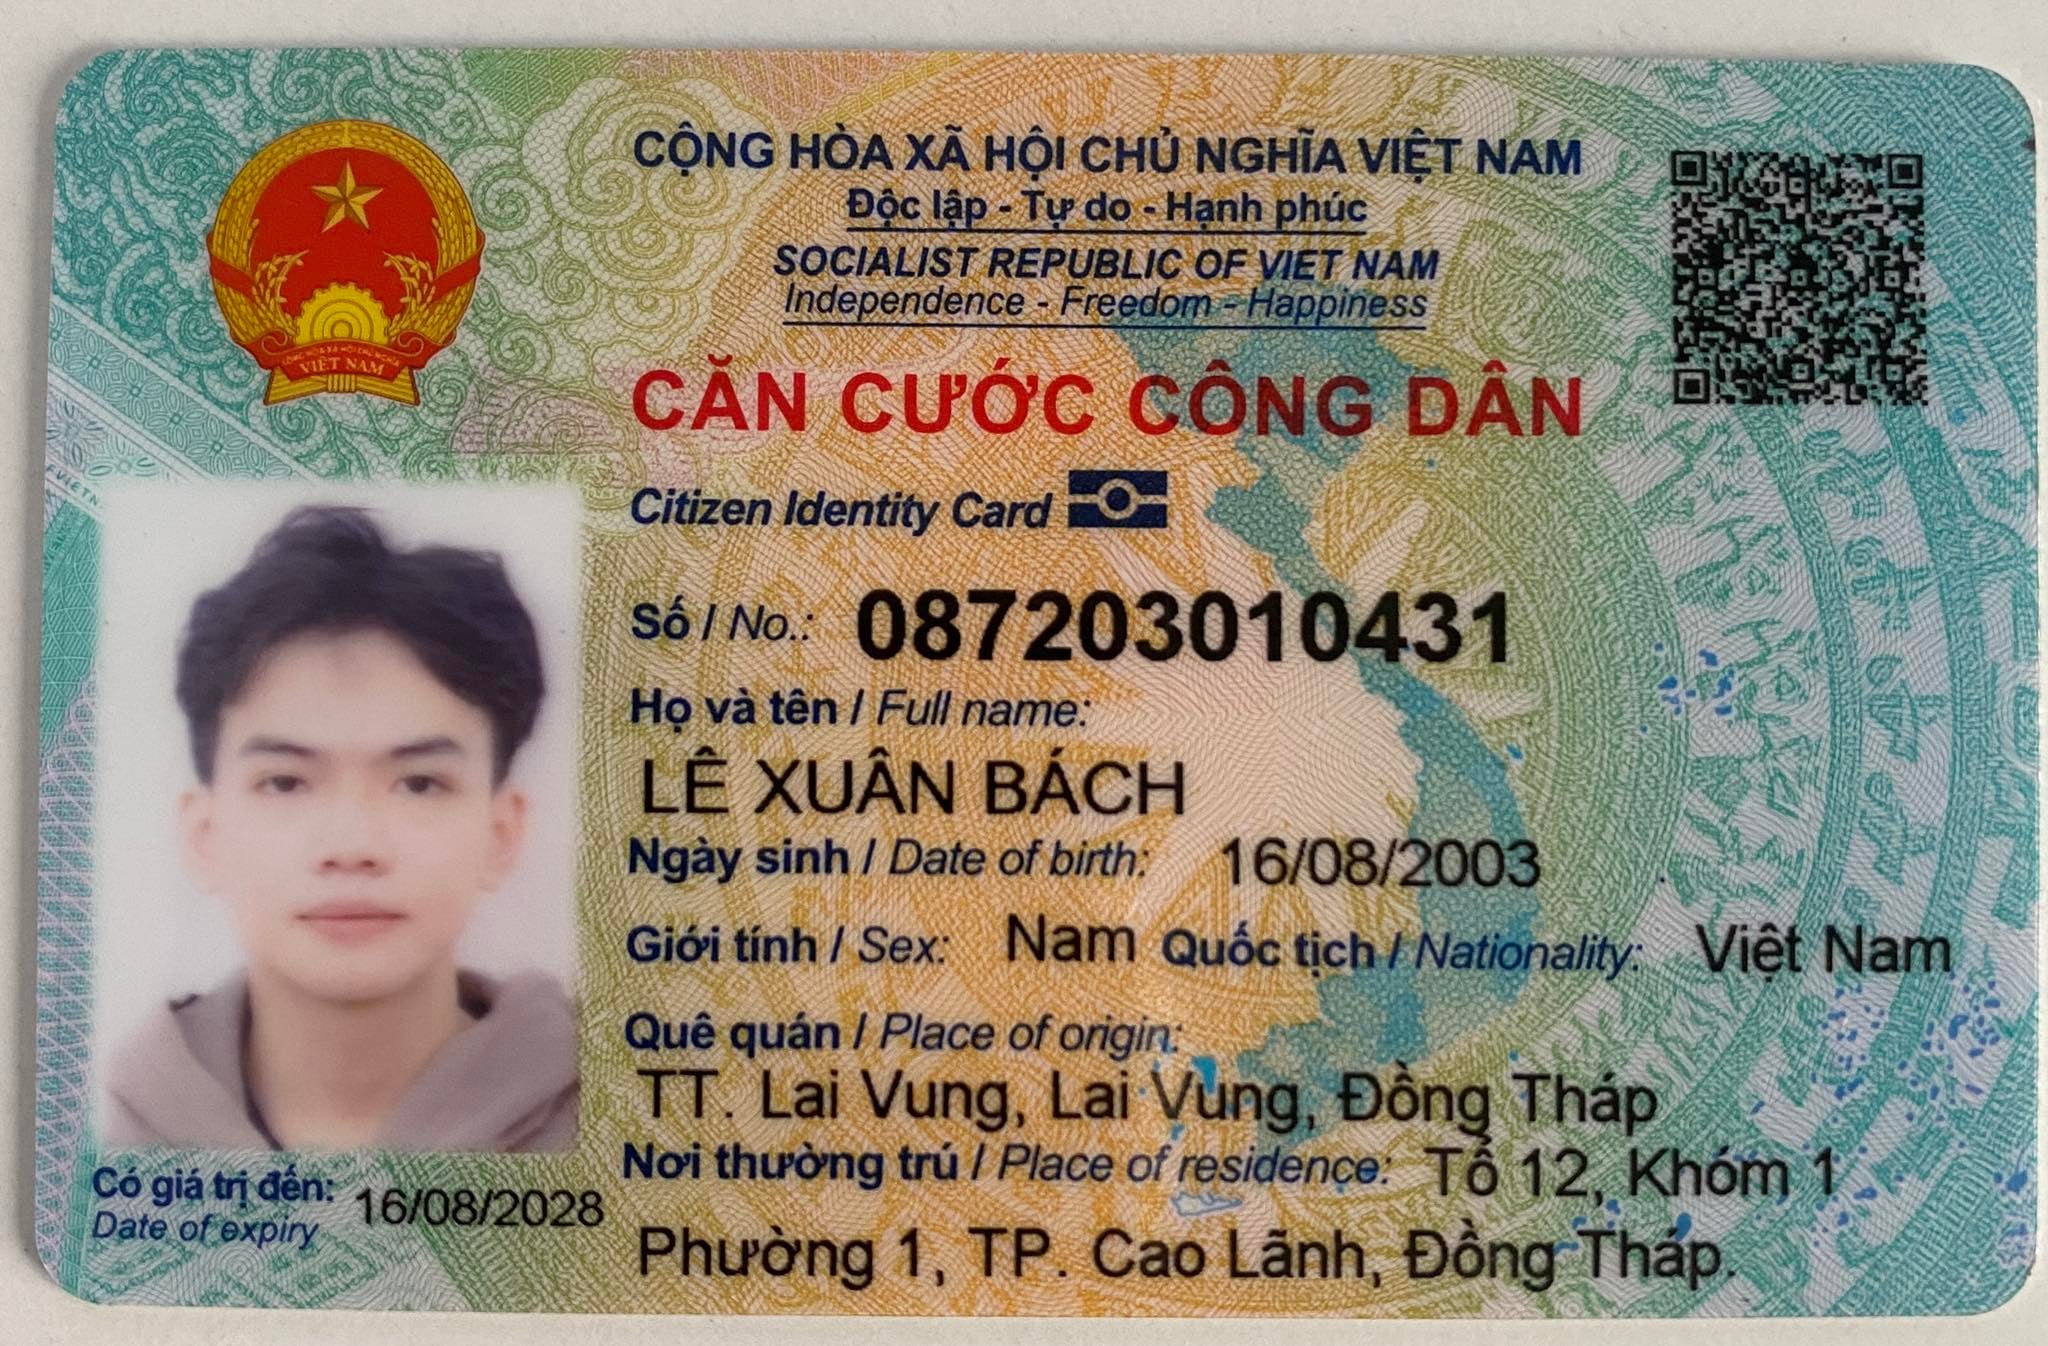 CỘNG HÒA XÃ HỘI CHỦ NGHĨA VIỆT NAM
Độc lập - Tự do - Hạnh phúc
SOCIALIST REPUBLIC OF VIET NAM
Independence - Freedom - Happiness
CĂN CƯỚC CÔNG DÂN
Citizen Identity Card
CỘNG HÒA XÃ HỘI CHỦ NGHĨA
VIỆT NAM
Số / No.: 087203010431
Họ và tên / Full name:
LÊ XUÂN BÁCH
Ngày sinh / Date of birth: 16/08/2003
Giới tính / Sex: Nam Quốc tịch / Nationality: Việt Nam
Quê quán / Place of origin:
TT. Lai Vung, Lai Vung, Đồng Tháp
Nơi thường trú / Place of residence: Tổ 12, Khóm 1
Phường 1, TP. Cao Lãnh, Đồng Tháp.
Có giá trị đến: 16/08/2028
Date of expiry